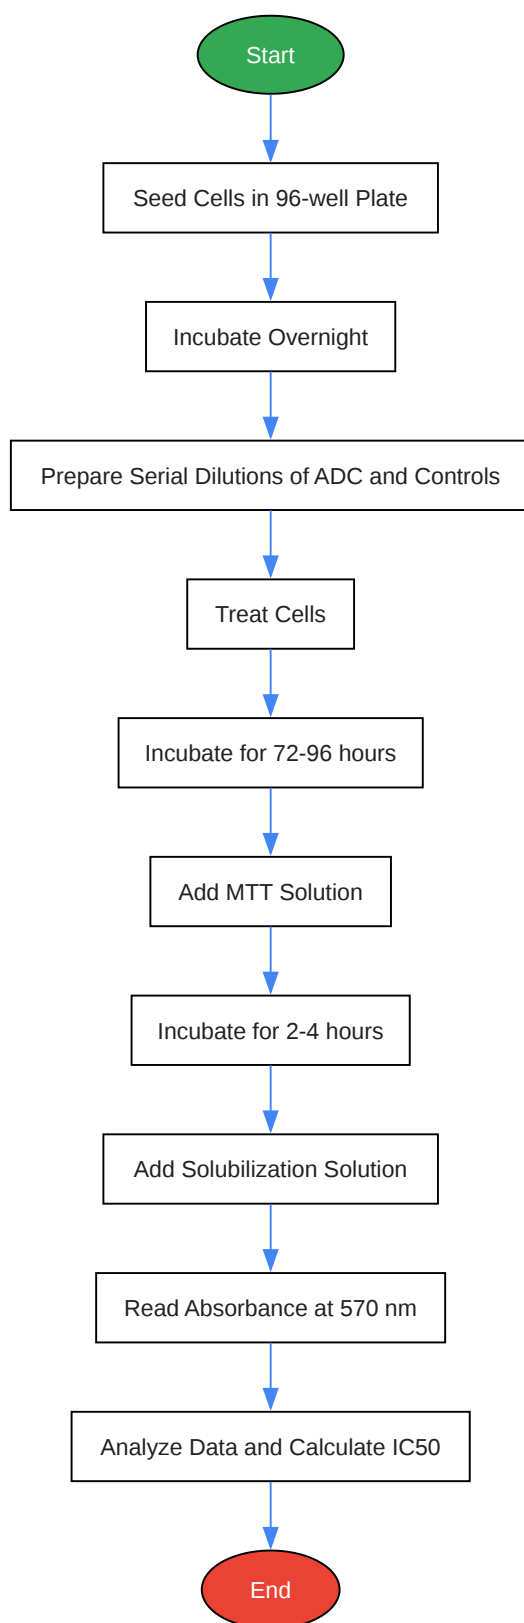 Start
Seed Cells in 96-well Plate
Incubate Overnight
Prepare Serial Dilutions of ADC and Controls
Treat Cells
Incubate for 72-96 hours
Add MTT Solution
Incubate for 2-4 hours
Add Solubilization Solution
Read Absorbance at 570 nm
Analyze Data and Calculate IC50
End